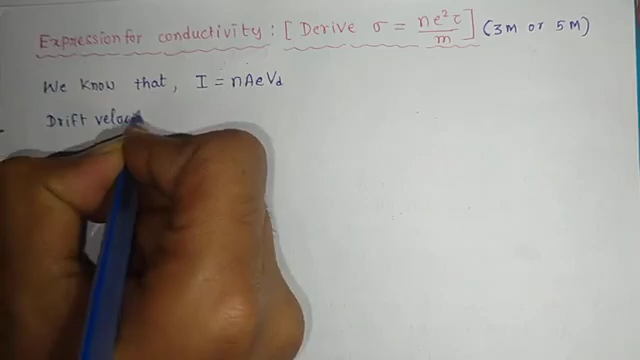 Expression for conductivity : [ Derive σ = ne²τ/m ] (3M or 5M)
We know that, I = nAeVd
Drift veloc